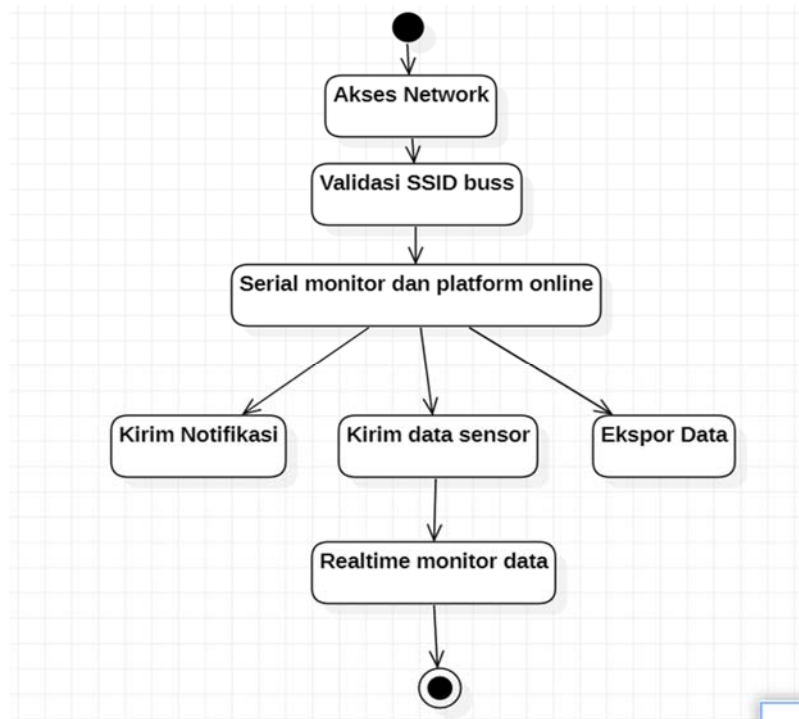 Akses Network
Validasi SSID buss
Serial monitor dan platform online
Kirim Notifikasi
Kirim data sensor
Ekspor Data
Realtime monitor data